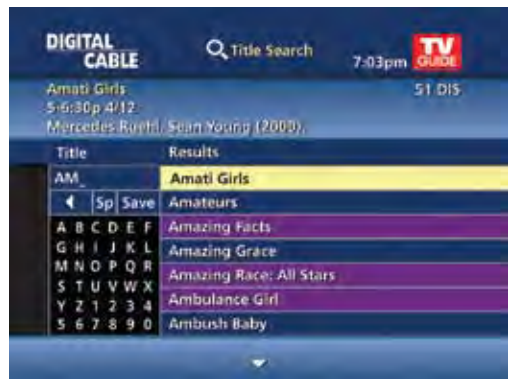 DIGITAL
CABLE
Title Search
7:03pm
TV
GUIDE
Amati Girls
51 DIS
5-6:30p 4/12
Mercedes Ruehl, Sean Young (2000).
Title
Results
AM_
Amati Girls
Sp Save
Amateurs
A B C D E F
Amazing Facts
G H I J K L
Amazing Grace
M N O P Q R
Amazing Race: All Stars
S T U V W X
Ambulance Girl
Y Z 1 2 3 4
5 6 7 8 9 0
Ambush Baby